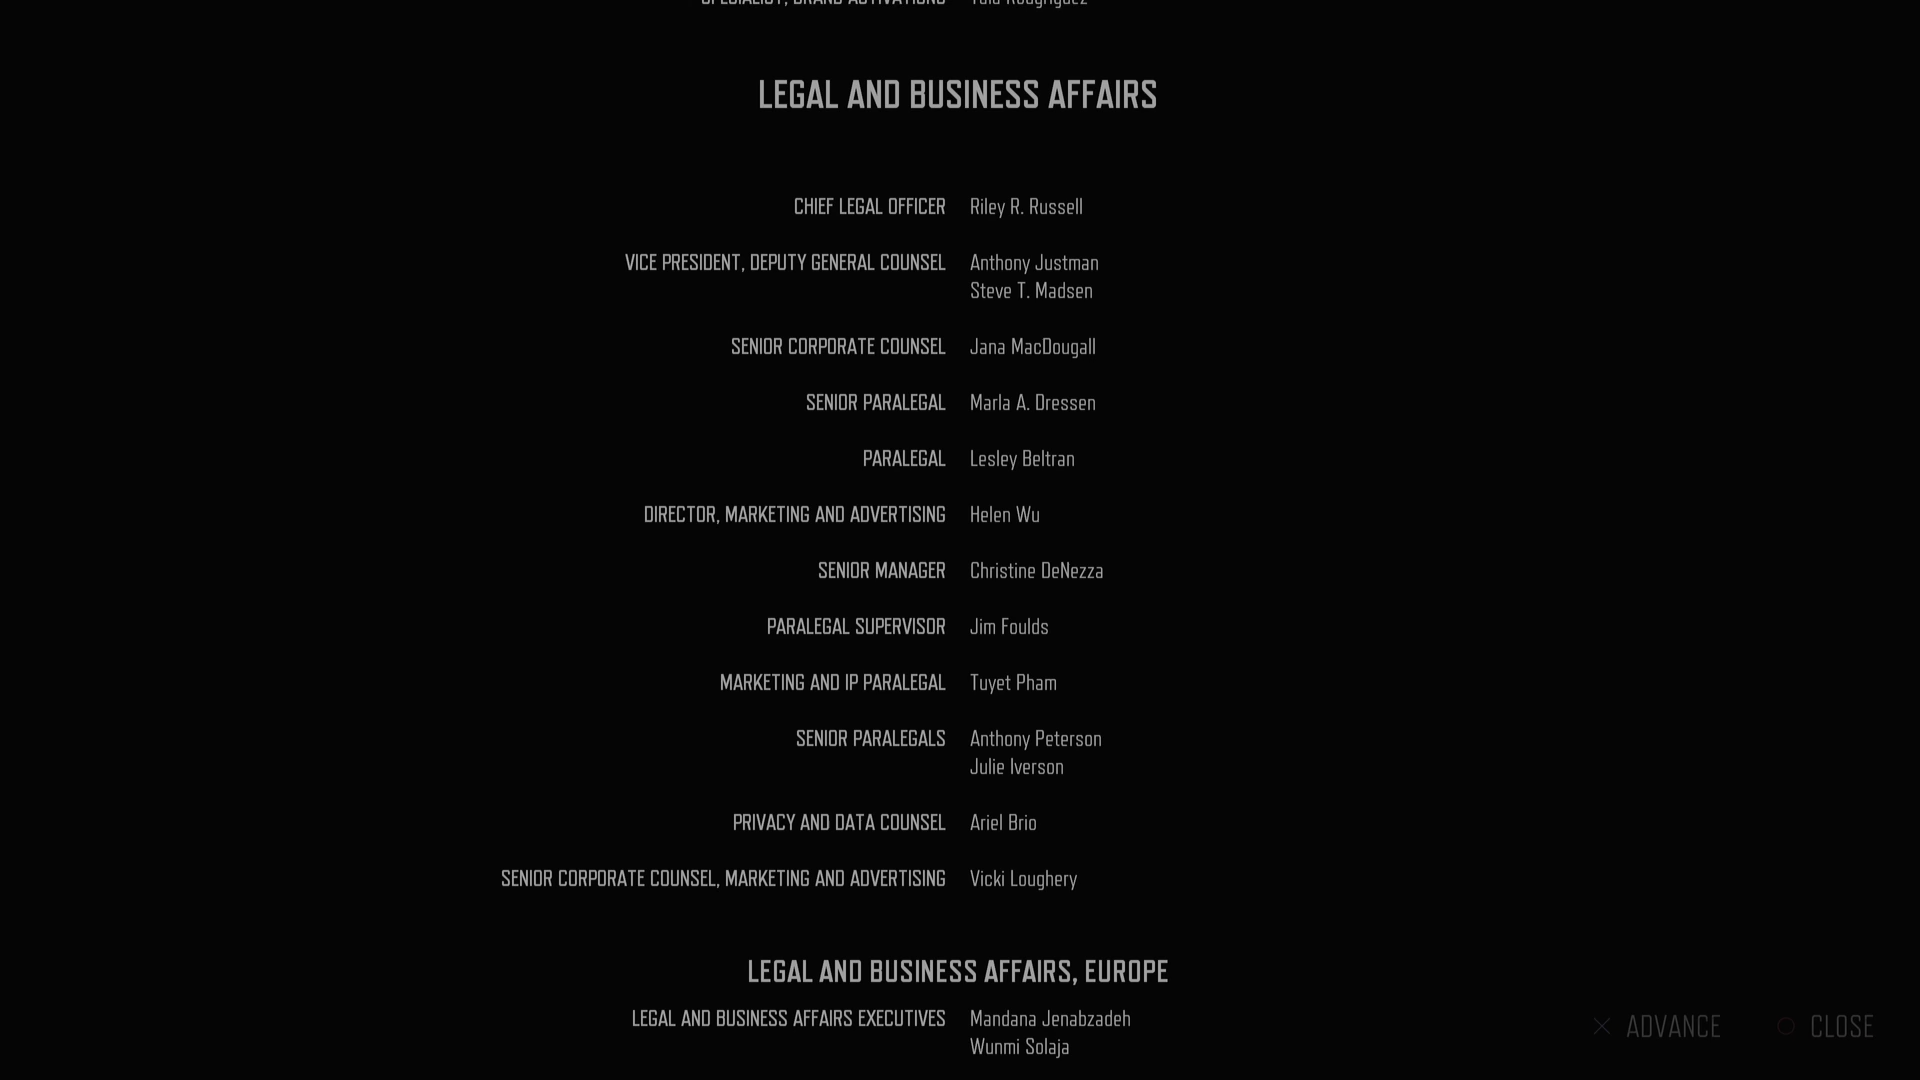 SPECIALIST, BRAND ACTIVATIONS
LEGAL AND BUSINESS AFFAIRS
CHIEF LEGAL OFFICER Riley R. Russell
VICE PRESIDENT, DEPUTY GENERAL COUNSEL Anthony Justman
Steve T. Madsen
SENIOR CORPORATE COUNSEL Jana MacDougall
SENIOR PARALEGAL Marla A. Dressen
PARALEGAL Lesley Beltran
DIRECTOR, MARKETING AND ADVERTISING Helen Wu
SENIOR MANAGER Christine DeNezza
PARALEGAL SUPERVISOR Jim Foulds
MARKETING AND IP PARALEGAL Tuyet Pham
SENIOR PARALEGALS Anthony Peterson
Julie Iverson
PRIVACY AND DATA COUNSEL Ariel Brio
SENIOR CORPORATE COUNSEL, MARKETING AND ADVERTISING Vicki Loughery
LEGAL AND BUSINESS AFFAIRS, EUROPE
LEGAL AND BUSINESS AFFAIRS EXECUTIVES Mandana Jenabzadeh
Wunmi Solaja
ADVANCE CLOSE